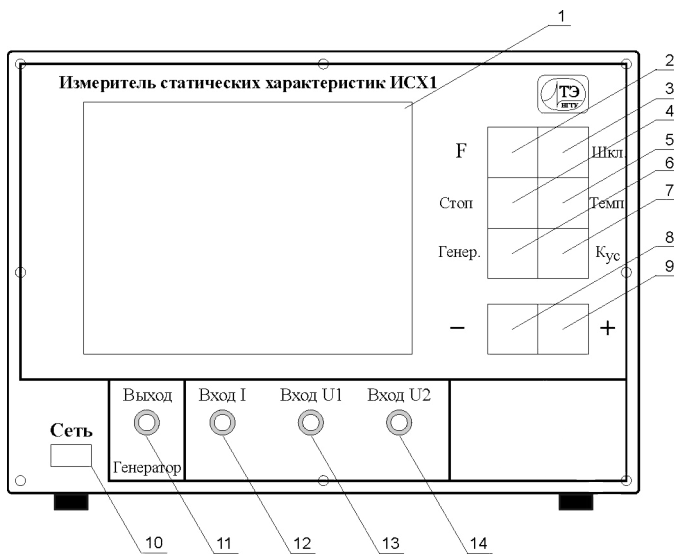 1
Измеритель статических характеристик ИСХ1
2
ТЭ
НГТУ
3
4
F
Шкл.
5
6
Стоп
Темп
7
Генер.
Кус
8
9
−
+
Выход
Вход I
Вход U1
Вход U2
Сеть
Генератор
10
11
12
13
14